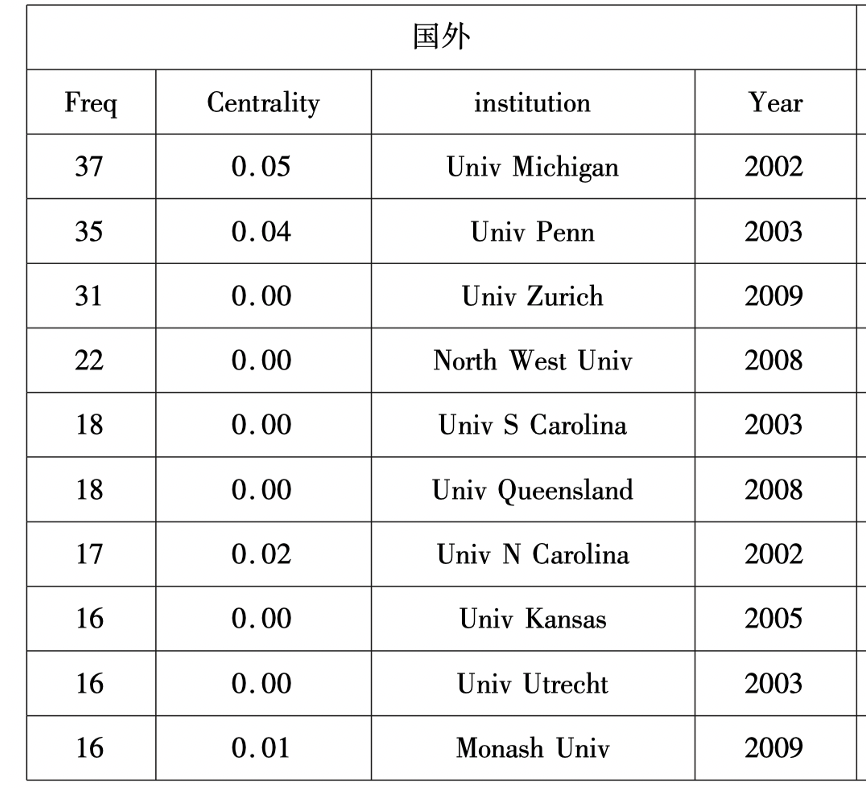 国外
Freq Centrality institution Year
37 0.05 Univ Michigan 2002
35 0.04 Univ Penn 2003
31 0.00 Univ Zurich 2009
22 0.00 North West Univ 2008
18 0.00 Univ S Carolina 2003
18 0.00 Univ Queensland 2008
17 0.02 Univ N Carolina 2002
16 0.00 Univ Kansas 2005
16 0.00 Univ Utrecht 2003
16 0.01 Monash Univ 2009